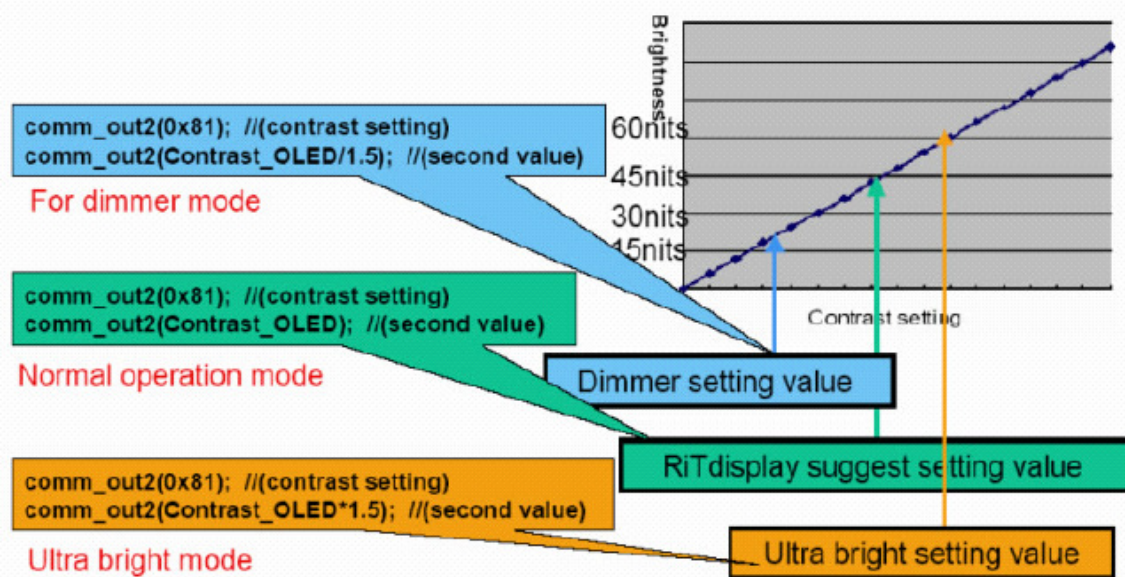 Brightness
comm_out2(0x81); //(contrast setting)
comm_out2(Contrast_OLED/1.5); //(second value)
For dimmer mode
60nits
45nits
30nits
15nits
Contrast setting
comm_out2(0x81); //(contrast setting)
comm_out2(Contrast_OLED); //(second value)
Normal operation mode
Dimmer setting value
RiTdisplay suggest setting value
comm_out2(0x81); //(contrast setting)
comm_out2(Contrast_OLED*1.5); //(second value)
Ultra bright mode
Ultra bright setting value